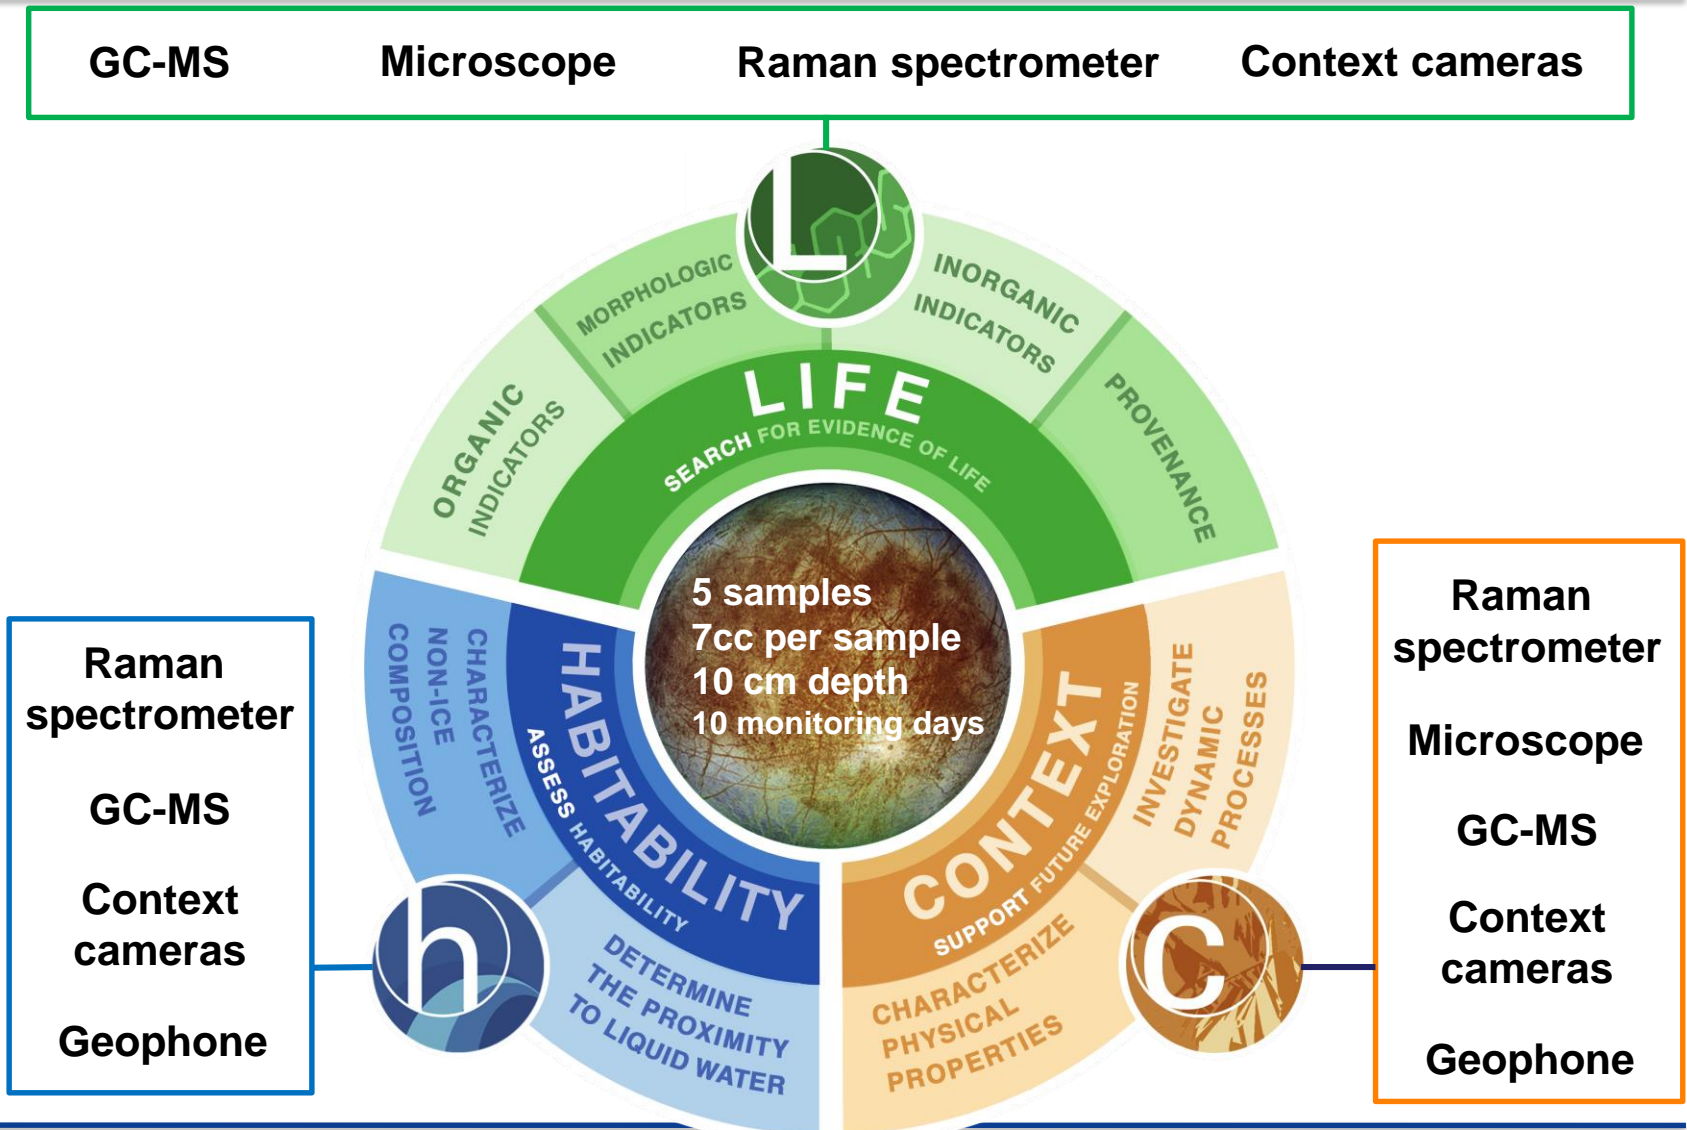 GC-MS Microscope Raman spectrometer Context cameras
L
MORPHOLOGIC
INDICATORS
INORGANIC
INDICATORS
ORGANIC
INDICATORS
PROVENANCE
LIFE
SEARCH FOR EVIDENCE OF LIFE
5 samples
7cc per sample
10 cm depth
10 monitoring days
Raman
spectrometer
GC-MS
Context
cameras
Geophone
CHARACTERIZE
NON-ICE
COMPOSITION
HABITABILITY
ASSESS HABITABILITY
h
DETERMINE
THE PROXIMITY
TO LIQUID WATER
CONTEXT
SUPPORT FUTURE EXPLORATION
INVESTIGATE
DYNAMIC
PROCESSES
CHARACTERIZE
PHYSICAL
PROPERTIES
C
Raman
spectrometer
Microscope
GC-MS
Context
cameras
Geophone